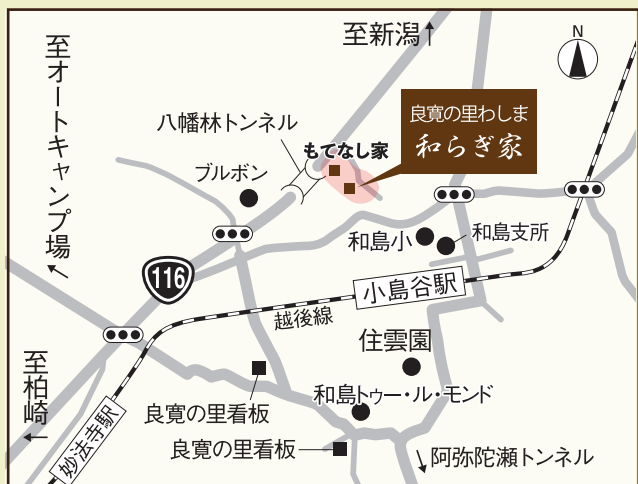 至新潟
N
至オートキャンプ場
良寛の里わしま
和らぎ家
八幡林トンネル
もてなし家
ブルボン
和島小
和島支所
116
小島谷駅
越後線
住雲園
至柏崎
和島トゥー・ル・モンド
良寛の里看板
妙法寺駅
良寛の里看板
阿弥陀瀬トンネル